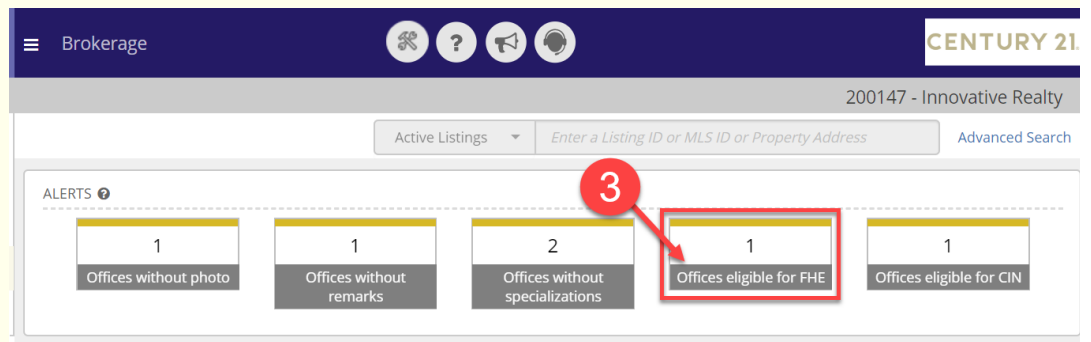 Brokerage
?
CENTURY 21.
200147 - Innovative Realty
Active Listings
Enter a Listing ID or MLS ID or Property Address
Advanced Search
ALERTS ?
3
1
Offices without photo
1
Offices without
remarks
2
Offices without
specializations
1
Offices eligible for FHE
1
Offices eligible for CIN